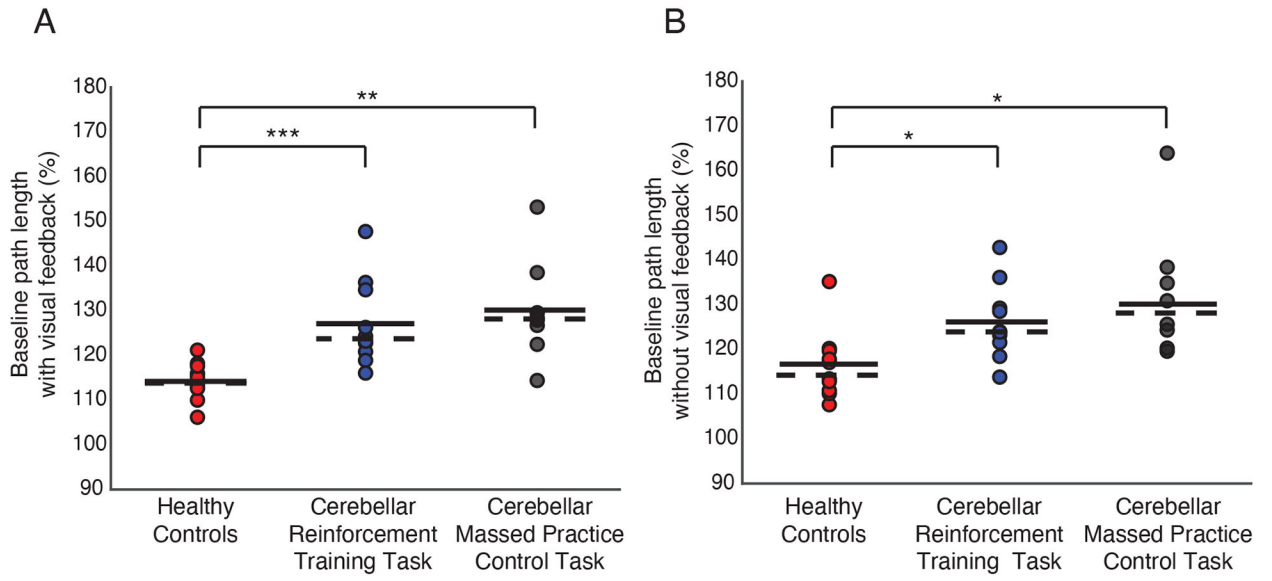 A
Baseline path length
with visual feedback (%)
180
170
160
150
140
130
120
110
100
90
**
***
Healthy
Controls
Cerebellar
Reinforcement
Training Task
Cerebellar
Massed Practice
Control Task
B
Baseline path length
without visual feedback (%)
180
170
160
150
140
130
120
110
100
90
*
*
Healthy
Controls
Cerebellar
Reinforcement
Training Task
Cerebellar
Massed Practice
Control Task